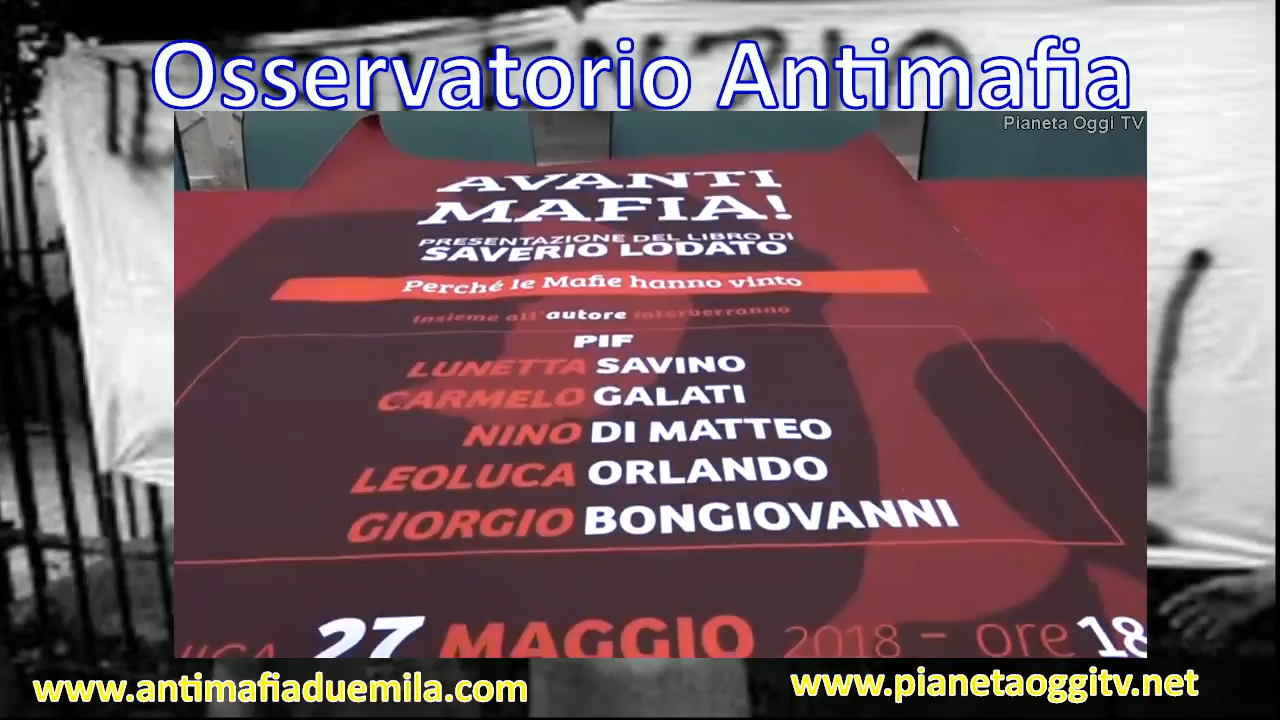 Osservatorio Antimafia
Pianeta Oggi TV
AVANTI
MAFIA!
PRESENTAZIONE DEL LIBRO DI
SAVERIO LODATO
Perché le Mafie hanno vinto
Insieme all'autore interverranno
PIF
LUNETTA SAVINO
CARMELO GALATI
NINO DI MATTEO
LEOLUCA ORLANDO
GIORGIO BONGIOVANNI
27 MAGGIO 2018 - ore 18
www.antimafiaduemila.com
www.pianetaoggitv.net